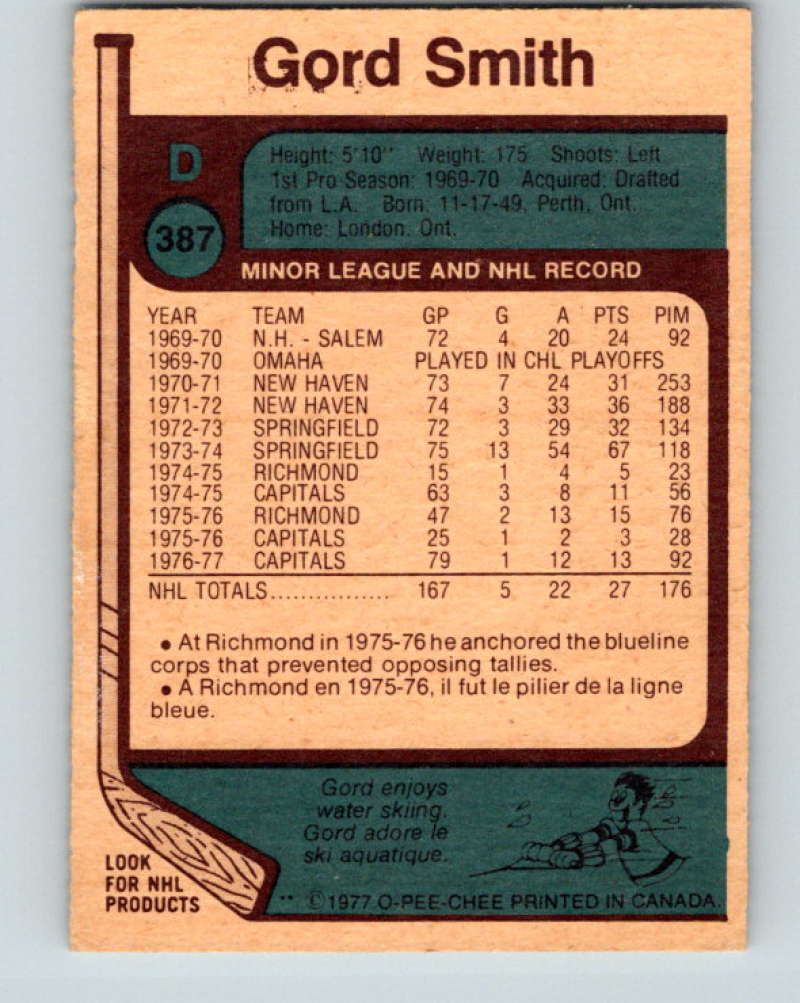 Gord Smith
D
387
Height: 5'10" Weight: 175 Shoots: Left
1st Pro Season: 1969-70 Acquired: Drafted
from L.A. Born: 11-17-49, Perth, Ont.
Home: London, Ont.
MINOR LEAGUE AND NHL RECORD
YEAR TEAM GP G A PTS PIM
1969-70 N.H. - SALEM 72 4 20 24 92
1969-70 OMAHA PLAYED IN CHL PLAYOFFS
1970-71 NEW HAVEN 73 7 24 31 253
1971-72 NEW HAVEN 74 3 33 36 188
1972-73 SPRINGFIELD 72 3 29 32 134
1973-74 SPRINGFIELD 75 13 54 67 118
1974-75 RICHMOND 15 1 4 5 23
1974-75 CAPITALS 63 3 8 11 56
1975-76 RICHMOND 47 2 13 15 76
1975-76 CAPITALS 25 1 2 3 28
1976-77 CAPITALS 79 1 12 13 92
NHL TOTALS................ 167 5 22 27 176
• At Richmond in 1975-76 he anchored the blueline
corps that prevented opposing tallies.
• A Richmond en 1975-76, il fut le pilier de la ligne
bleue.
Gord enjoys
water skiing.
Gord adore le
ski aquatique.
LOOK
FOR NHL
PRODUCTS
** ©1977 O-PEE-CHEE PRINTED IN CANADA.